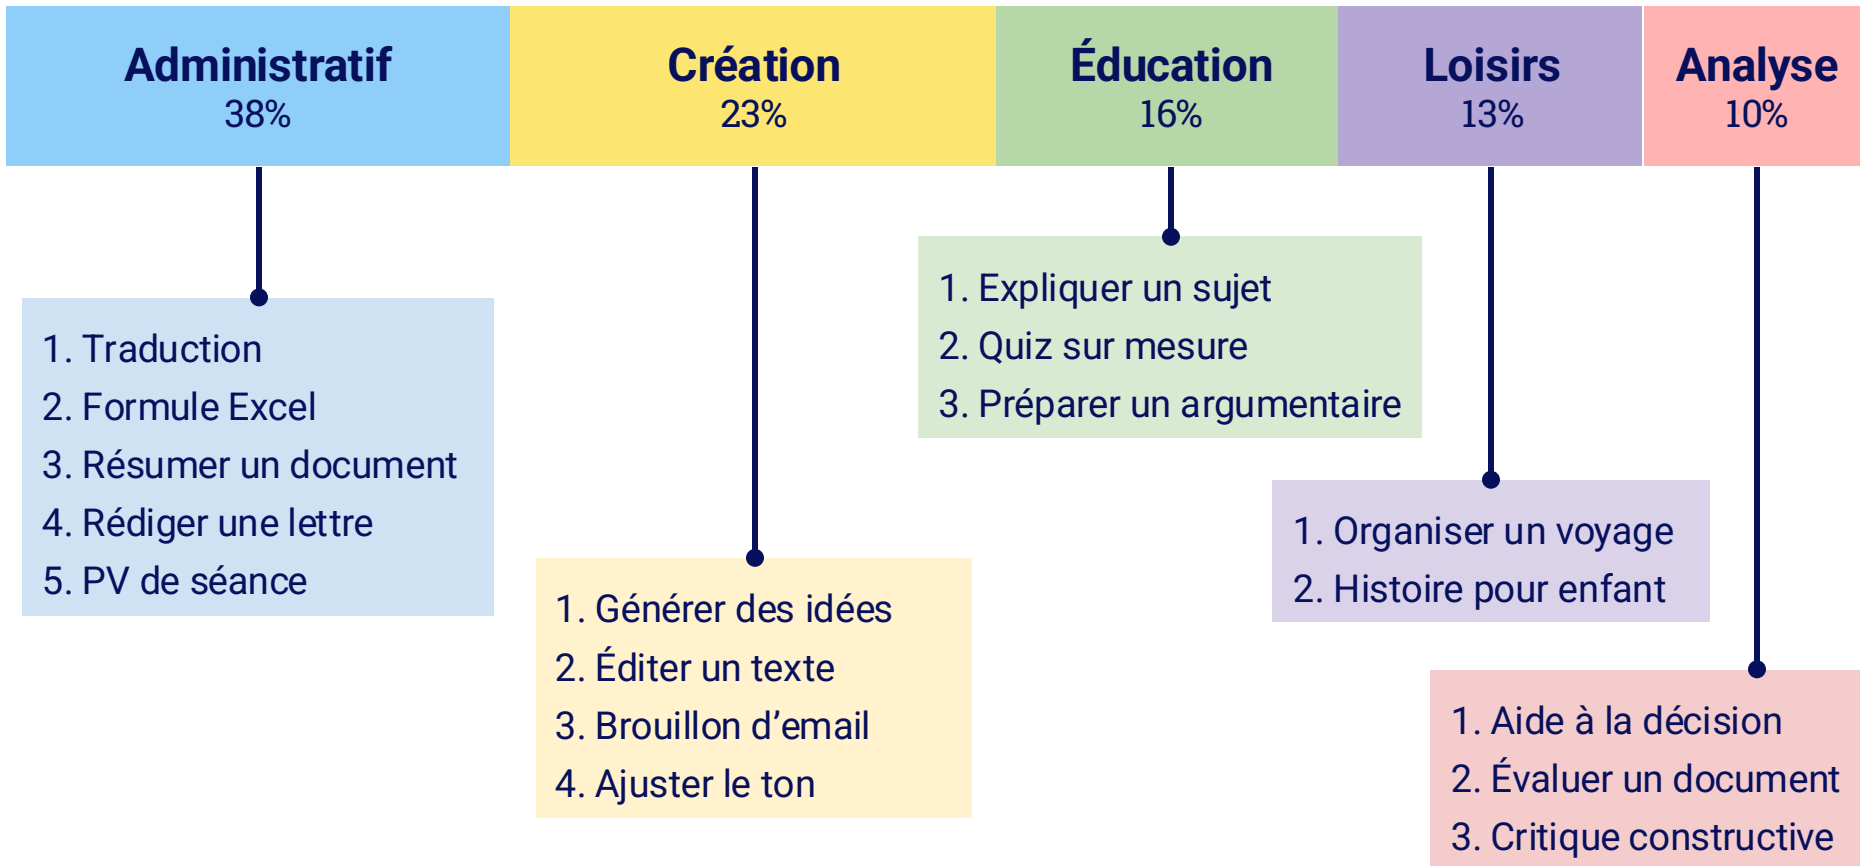 Administratif
38%
Création
23%
Éducation
16%
Loisirs
13%
Analyse
10%
1. Traduction
2. Formule Excel
3. Résumer un document
4. Rédiger une lettre
5. PV de séance
1. Générer des idées
2. Éditer un texte
3. Brouillon d’email
4. Ajuster le ton
1. Expliquer un sujet
2. Quiz sur mesure
3. Préparer un argumentaire
1. Organiser un voyage
2. Histoire pour enfant
1. Aide à la décision
2. Évaluer un document
3. Critique constructive